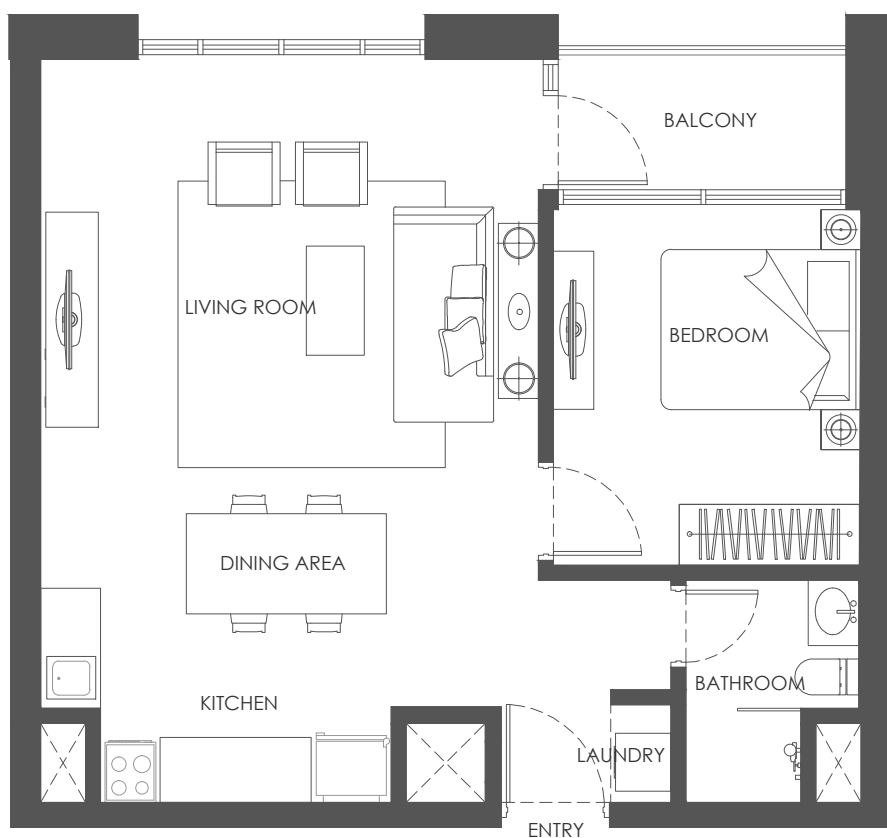 BALCONY
LIVING ROOM
BEDROOM
DINING AREA
BATHROOM
KITCHEN
LAUNDRY
ENTRY